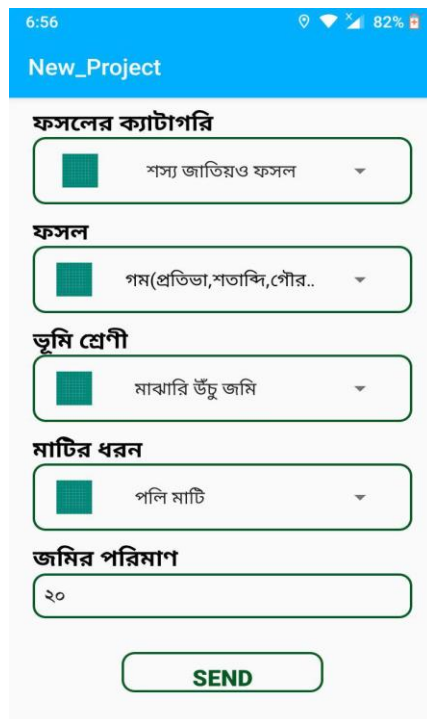 6:56 82%
New_Project
ফসলের ক্যাটাগরি
শস্য জাতিয়ও ফসল
ফসল
গম(প্রতিভা,শতাব্দি,গৌর..
ভূমি শ্রেণী
মাঝারি উঁচু জমি
মাটির ধরন
পলি মাটি
জমির পরিমাণ
২০
SEND